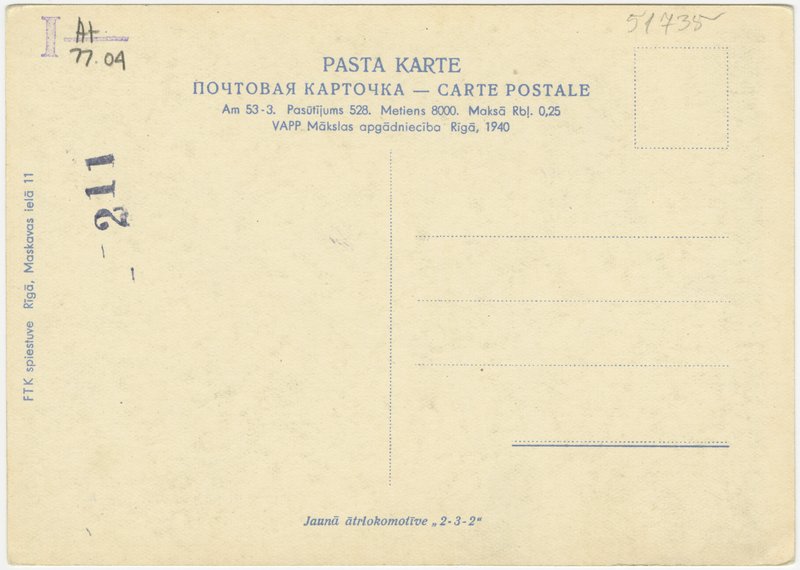 I
At
77.04
51735
PASTA KARTE
ПОЧТОВАЯ КАРТОЧКА — CARTE POSTALE
Am 53-3. Pasūtījums 528. Metiens 8000. Maksā Rbļ. 0,25
VAPP Mākslas apgādniecība Rīgā, 1940
211
FTK spiestuve Rīgā, Maskavas ielā 11
Jaunā ātrlokomotīve „2-3-2“